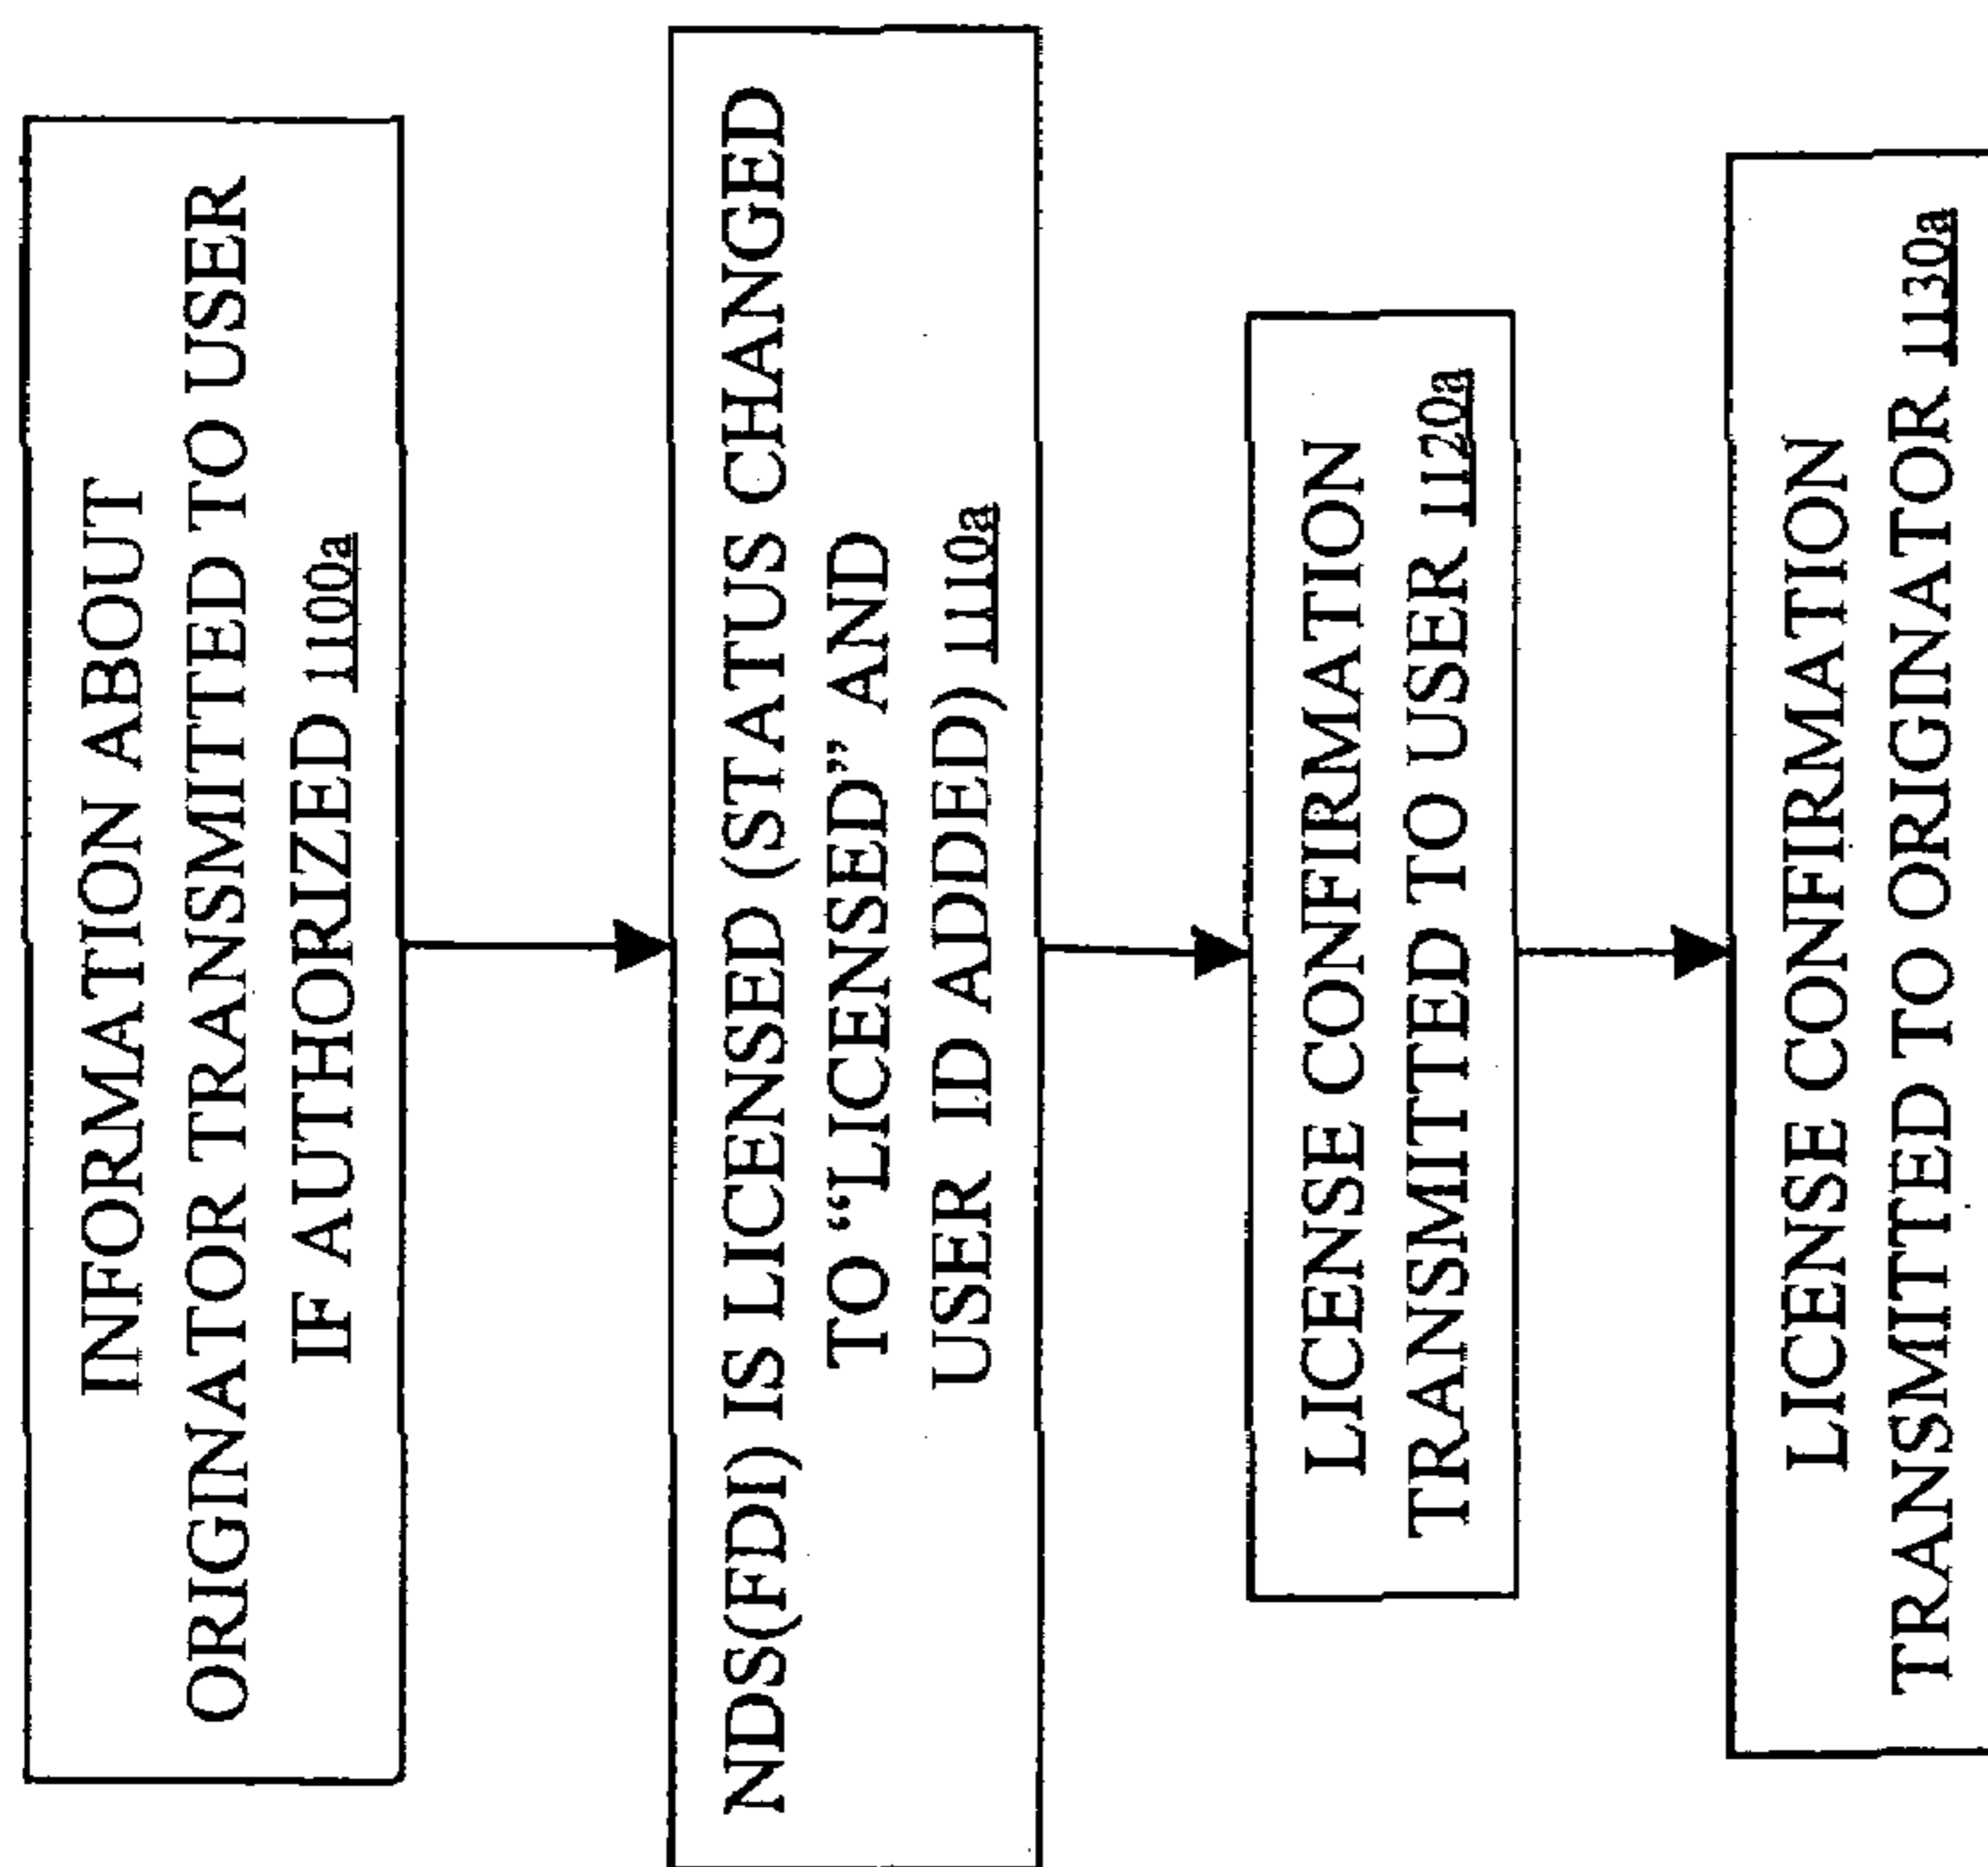 INFORMATION ABOUT
ORIGINATOR TRANSMITTED TO USER
IF AUTHORIZED 1100a
NDS(FDI) IS LICENSED (STATUS CHANGED
TO “LICENSED” AND
USER ID ADDED) 1110a
LICENSE CONFIRMATION
TRANSMITTED TO USER 1120a
LICENSE CONFIRMATION
TRANSMITTED TO ORIGINATOR 1130a